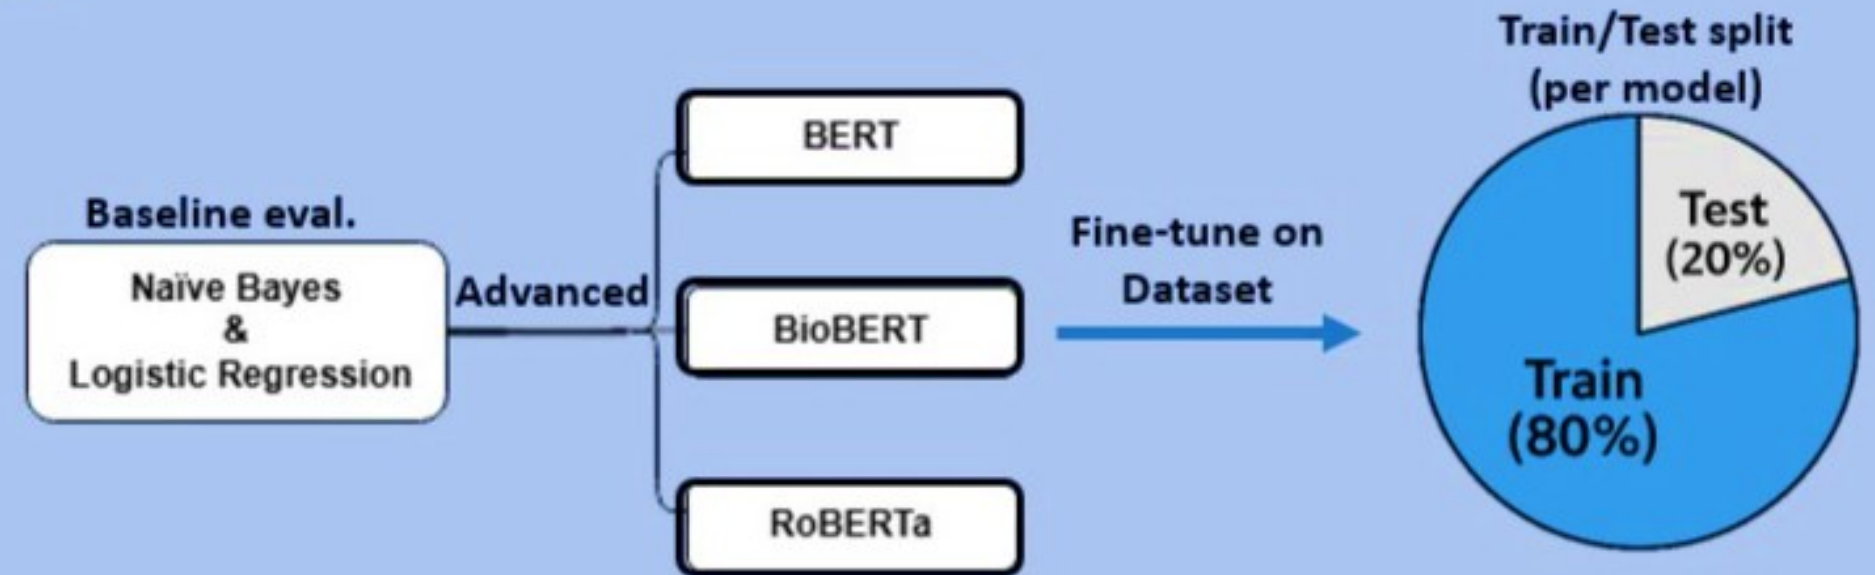 Baseline eval.
Naïve Bayes
&
Logistic Regression
Advanced
BERT
BioBERT
RoBERTa
Fine-tune on
Dataset
Train/Test split
(per model)
Test
(20%)
Train
(80%)